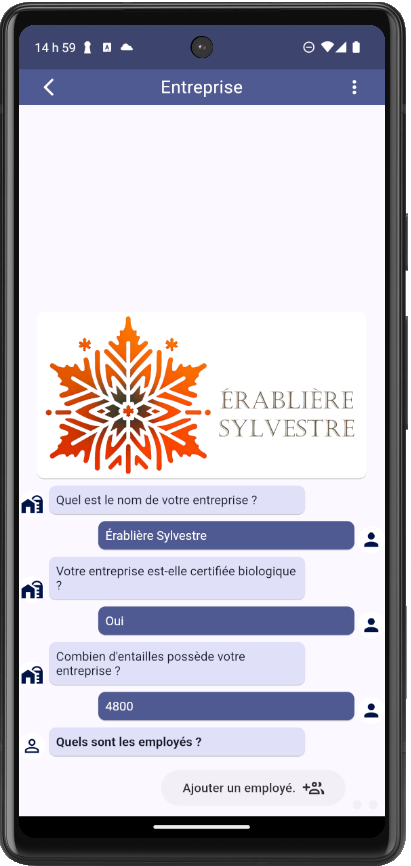 14 h 59
Entreprise
ÉRABLIÈRE
SYLVESTRE
Quel est le nom de votre entreprise ?
Érablière Sylvestre
Votre entreprise est-elle certifiée biologique
?
Oui
Combien d'entailles possède votre
entreprise ?
4800
Quels sont les employés ?
Ajouter un employé.